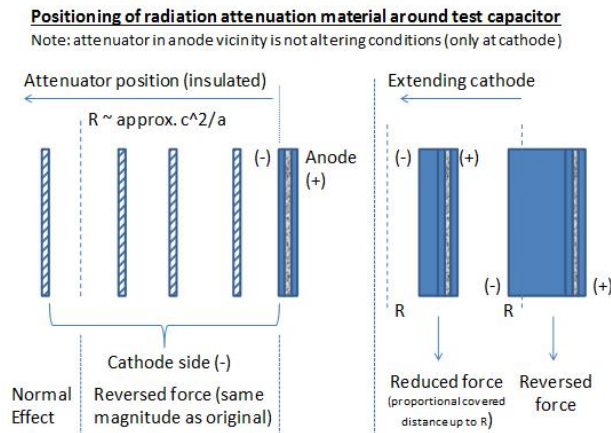 Positioning of radiation attenuation material around test capacitor
Note: attenuator in anode vicinity is not altering conditions (only at cathode)
Attenuator position (insulated)
R ~ approx. c^2/a
(-)
Anode
(+)
Cathode side (-)
Normal
Effect
Reversed force (same
magnitude as original)
Extending cathode
(-)
(+)
R
(-)
R
(+)
Reduced force
(proportional covered
distance up to R)
Reversed
force